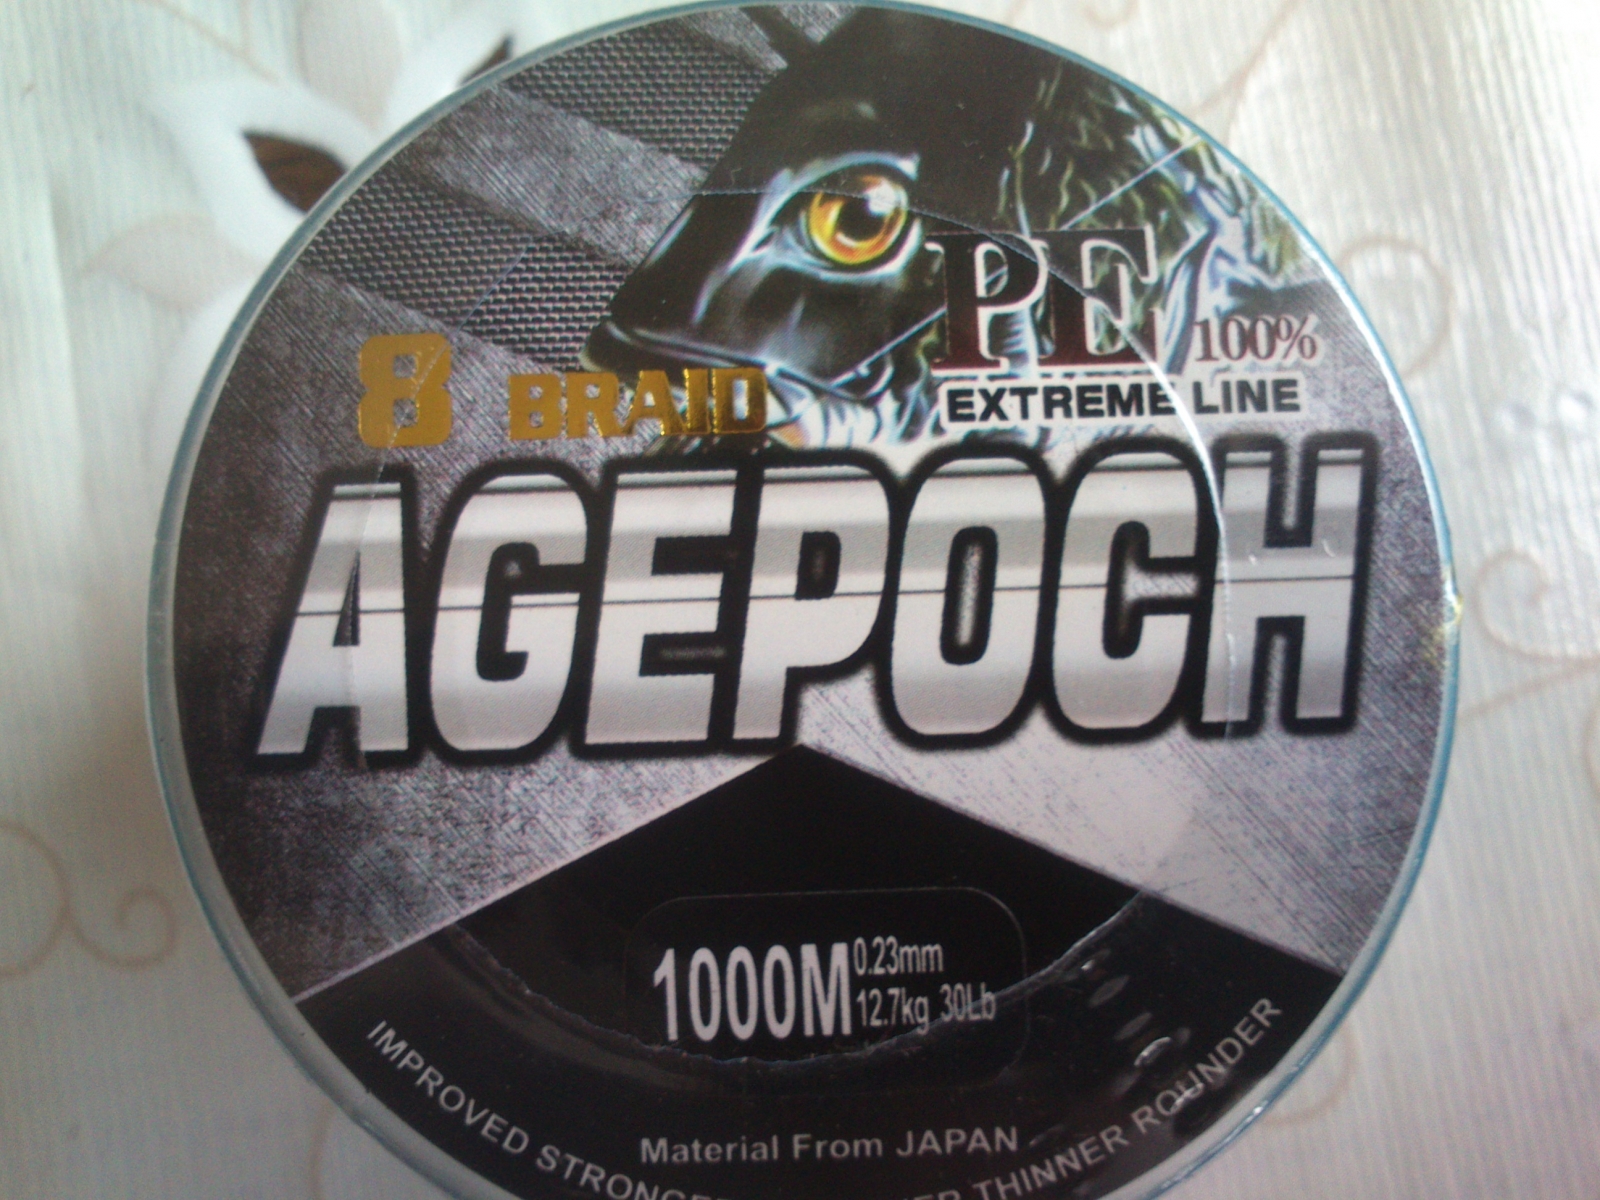 PE 100%
EXTREME LINE
8 BRAID
AGEPOCH
1000M 0.23mm
12.7kg 30Lb
Material From JAPAN
IMPROVED THINNER ROUNDER